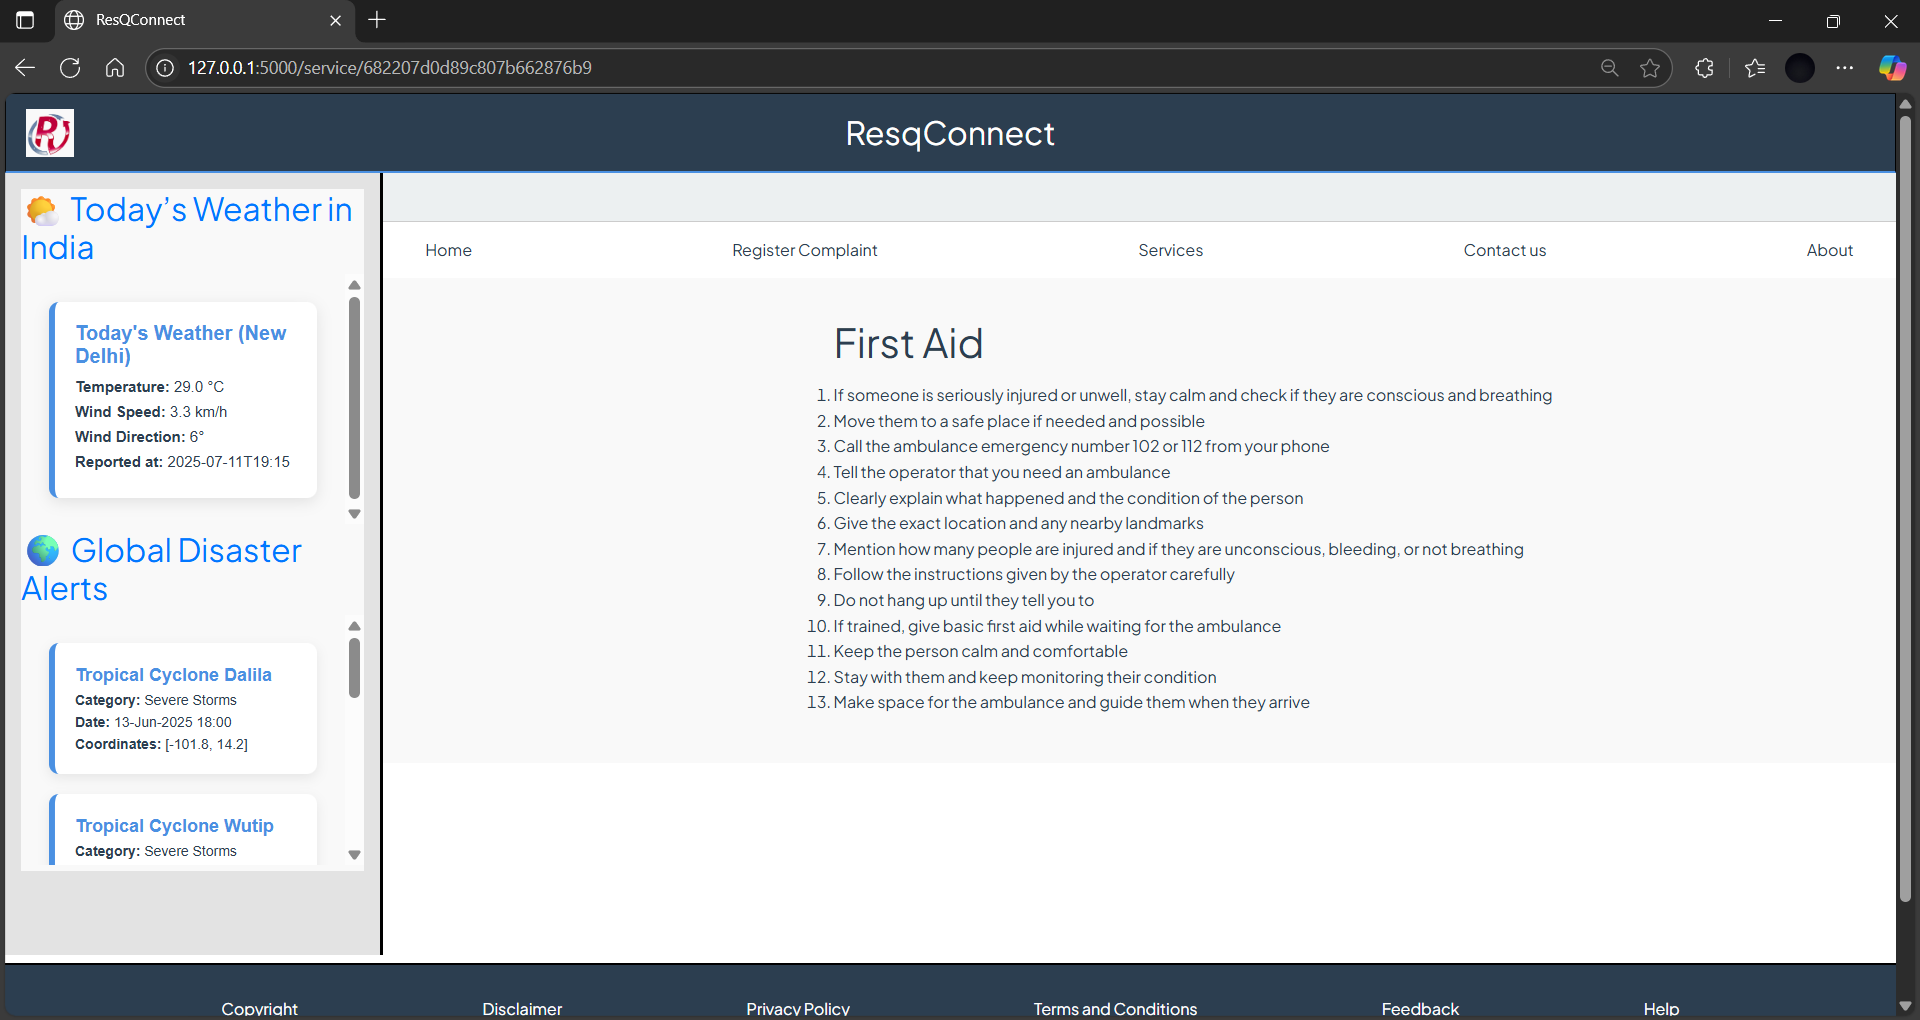 ResQConnect
127.0.0.1:5000/service/682207d0d89c807b662876b9
R
ResqConnect
Today’s Weather in
India
Today's Weather (New
Delhi)
Temperature: 29.0 °C
Wind Speed: 3.3 km/h
Wind Direction: 6°
Reported at: 2025-07-11T19:15
Global Disaster
Alerts
Tropical Cyclone Dalila
Category: Severe Storms
Date: 13-Jun-2025 18:00
Coordinates: [-101.8, 14.2]
Tropical Cyclone Wutip
Category: Severe Storms
Home Register Complaint Services Contact us About
First Aid
1. If someone is seriously injured or unwell, stay calm and check if they are conscious and breathing
2. Move them to a safe place if needed and possible
3. Call the ambulance emergency number 102 or 112 from your phone
4. Tell the operator that you need an ambulance
5. Clearly explain what happened and the condition of the person
6. Give the exact location and any nearby landmarks
7. Mention how many people are injured and if they are unconscious, bleeding, or not breathing
8. Follow the instructions given by the operator carefully
9. Do not hang up until they tell you to
10. If trained, give basic first aid while waiting for the ambulance
11. Keep the person calm and comfortable
12. Stay with them and keep monitoring their condition
13. Make space for the ambulance and guide them when they arrive
Copyright Disclaimer Privacy Policy Terms and Conditions Feedback Help